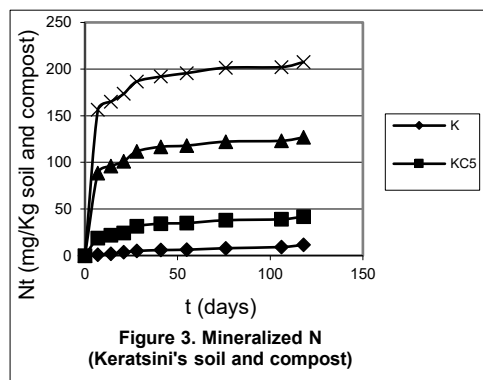 250
200
150
100
50
0
Nt (mg/Kg soil and compost)
0 50 100 150
t (days)
K
KC5
Figure 3. Mineralized N
(Keratsini's soil and compost)